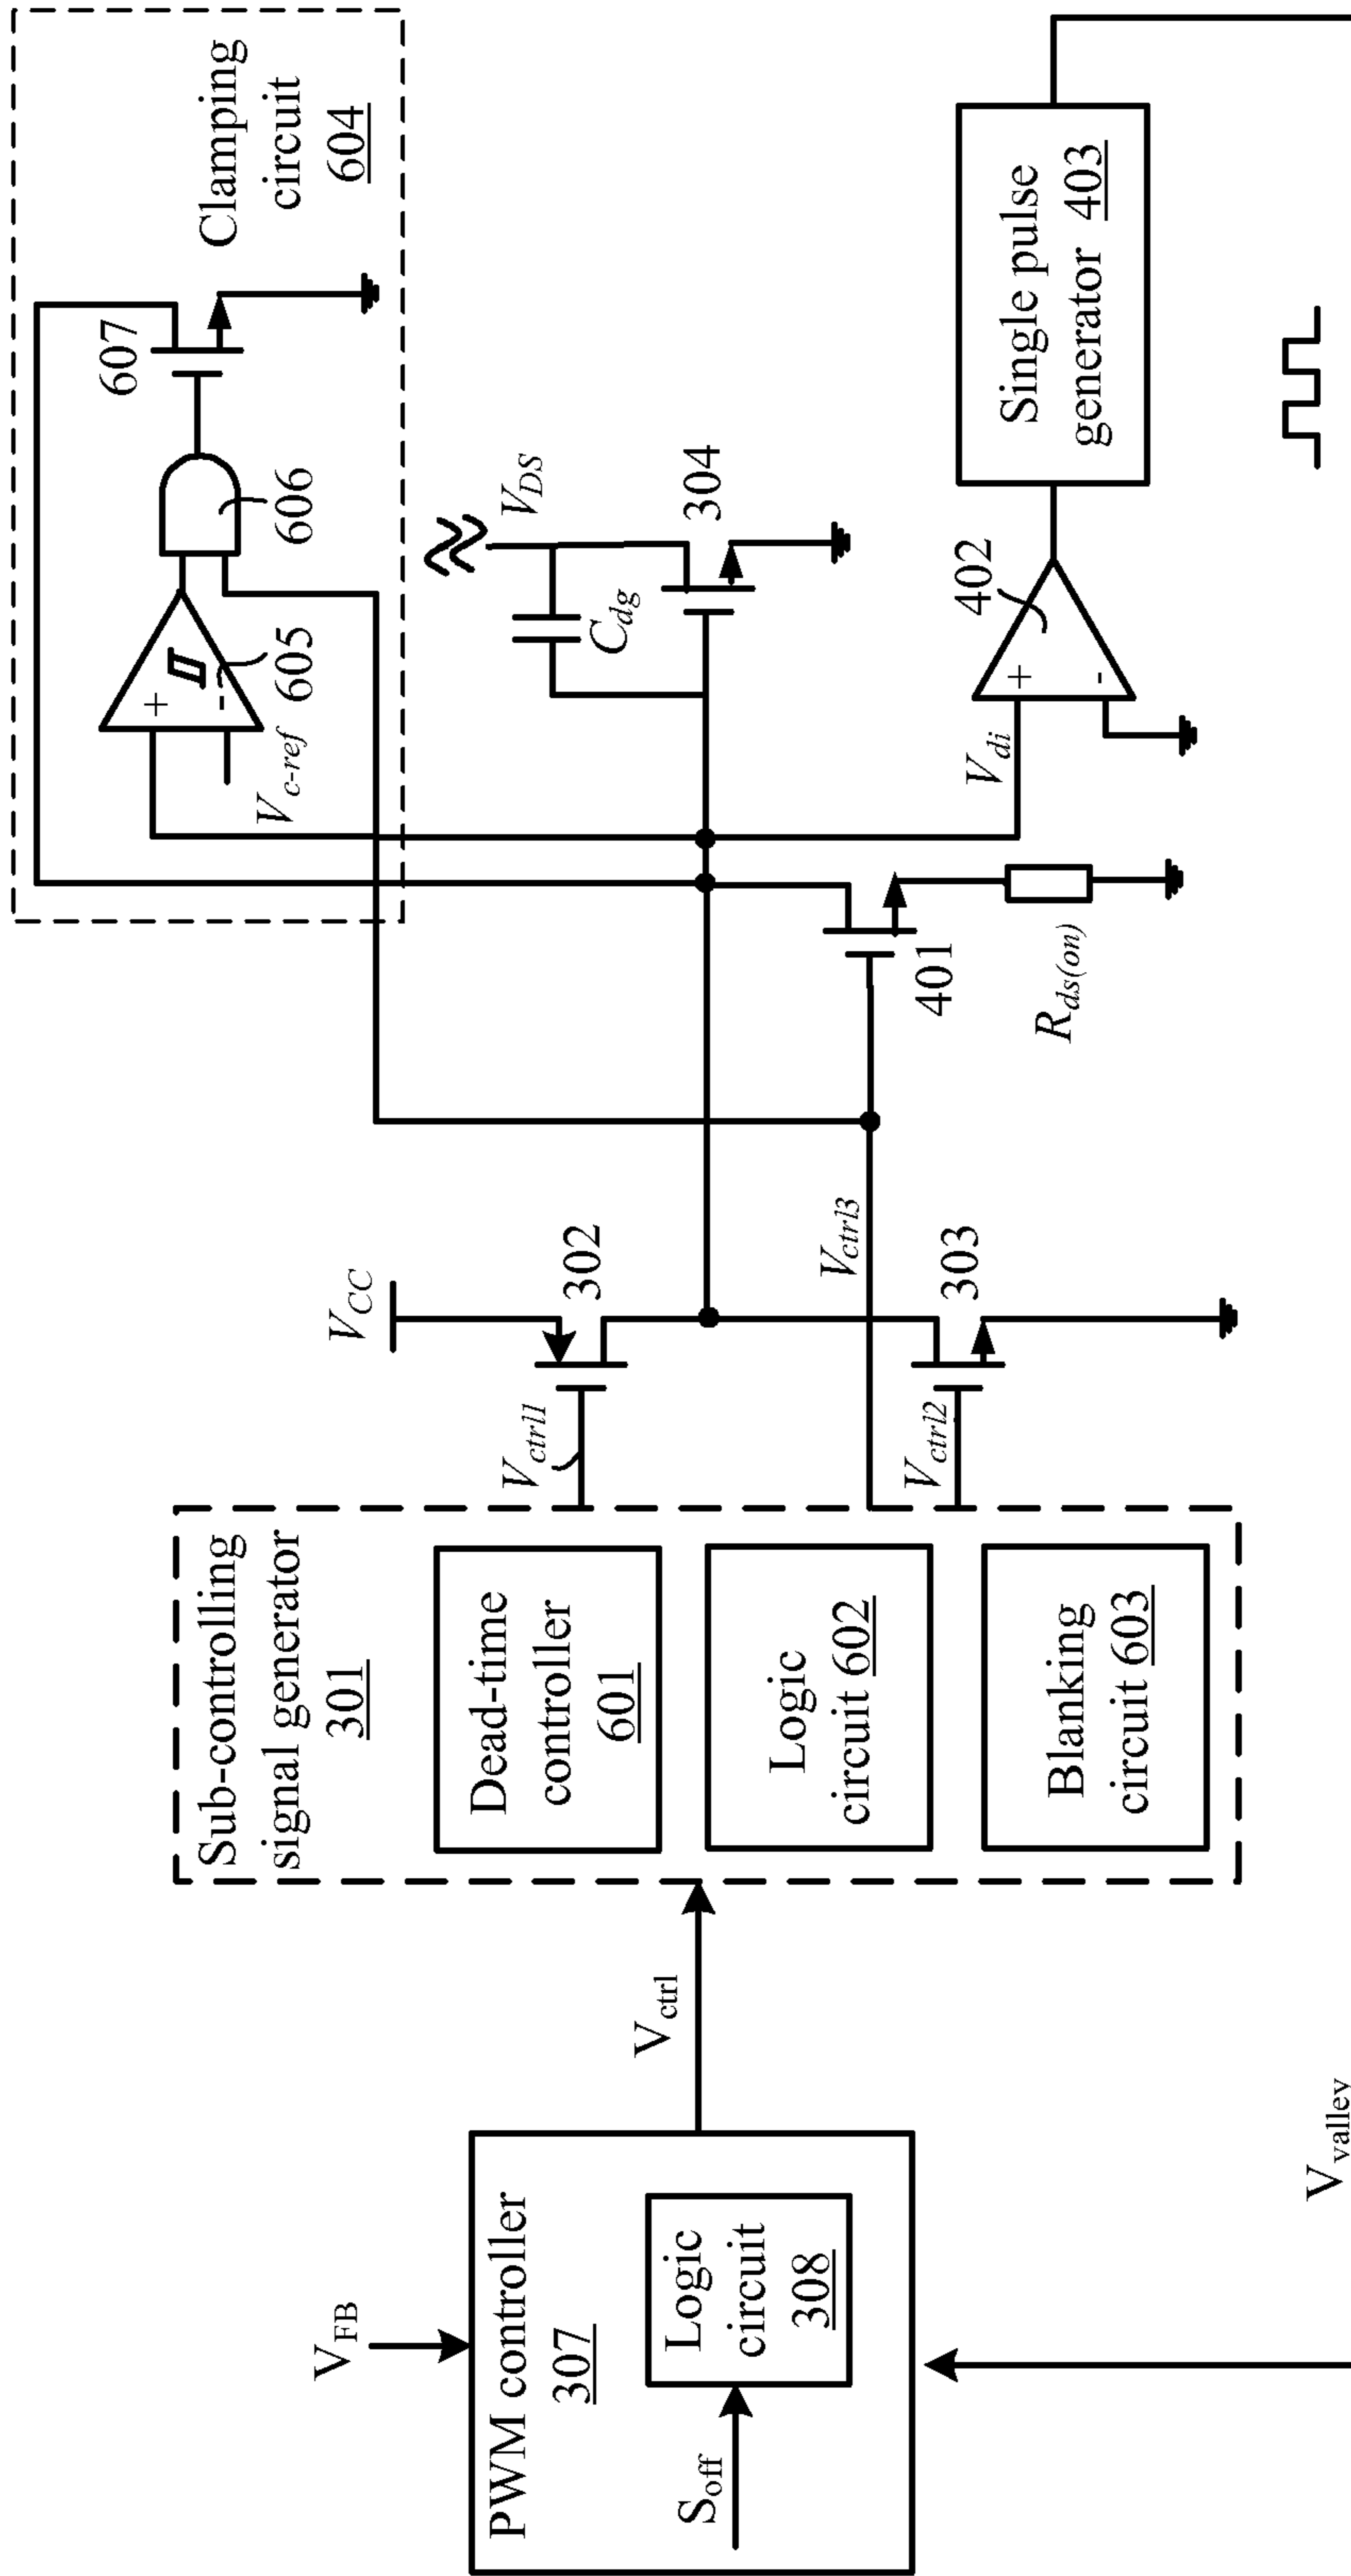 V_FB
PWM controller
307
S_off
Logic
circuit
308
V_ctrl
V_valley
Sub-controlling
signal generator
301
Dead-time
controller
601
Logic
circuit 602
Blanking
circuit 603
V_ctrl1
V_CC
302
V_ctrl3
V_ctrl2
303
401
R_ds(on)
V_c-ref
+
-
605
606
607
Clamping
circuit
604
C_dg
V_DS
304
V_di
+
-
402
Single pulse
generator 403